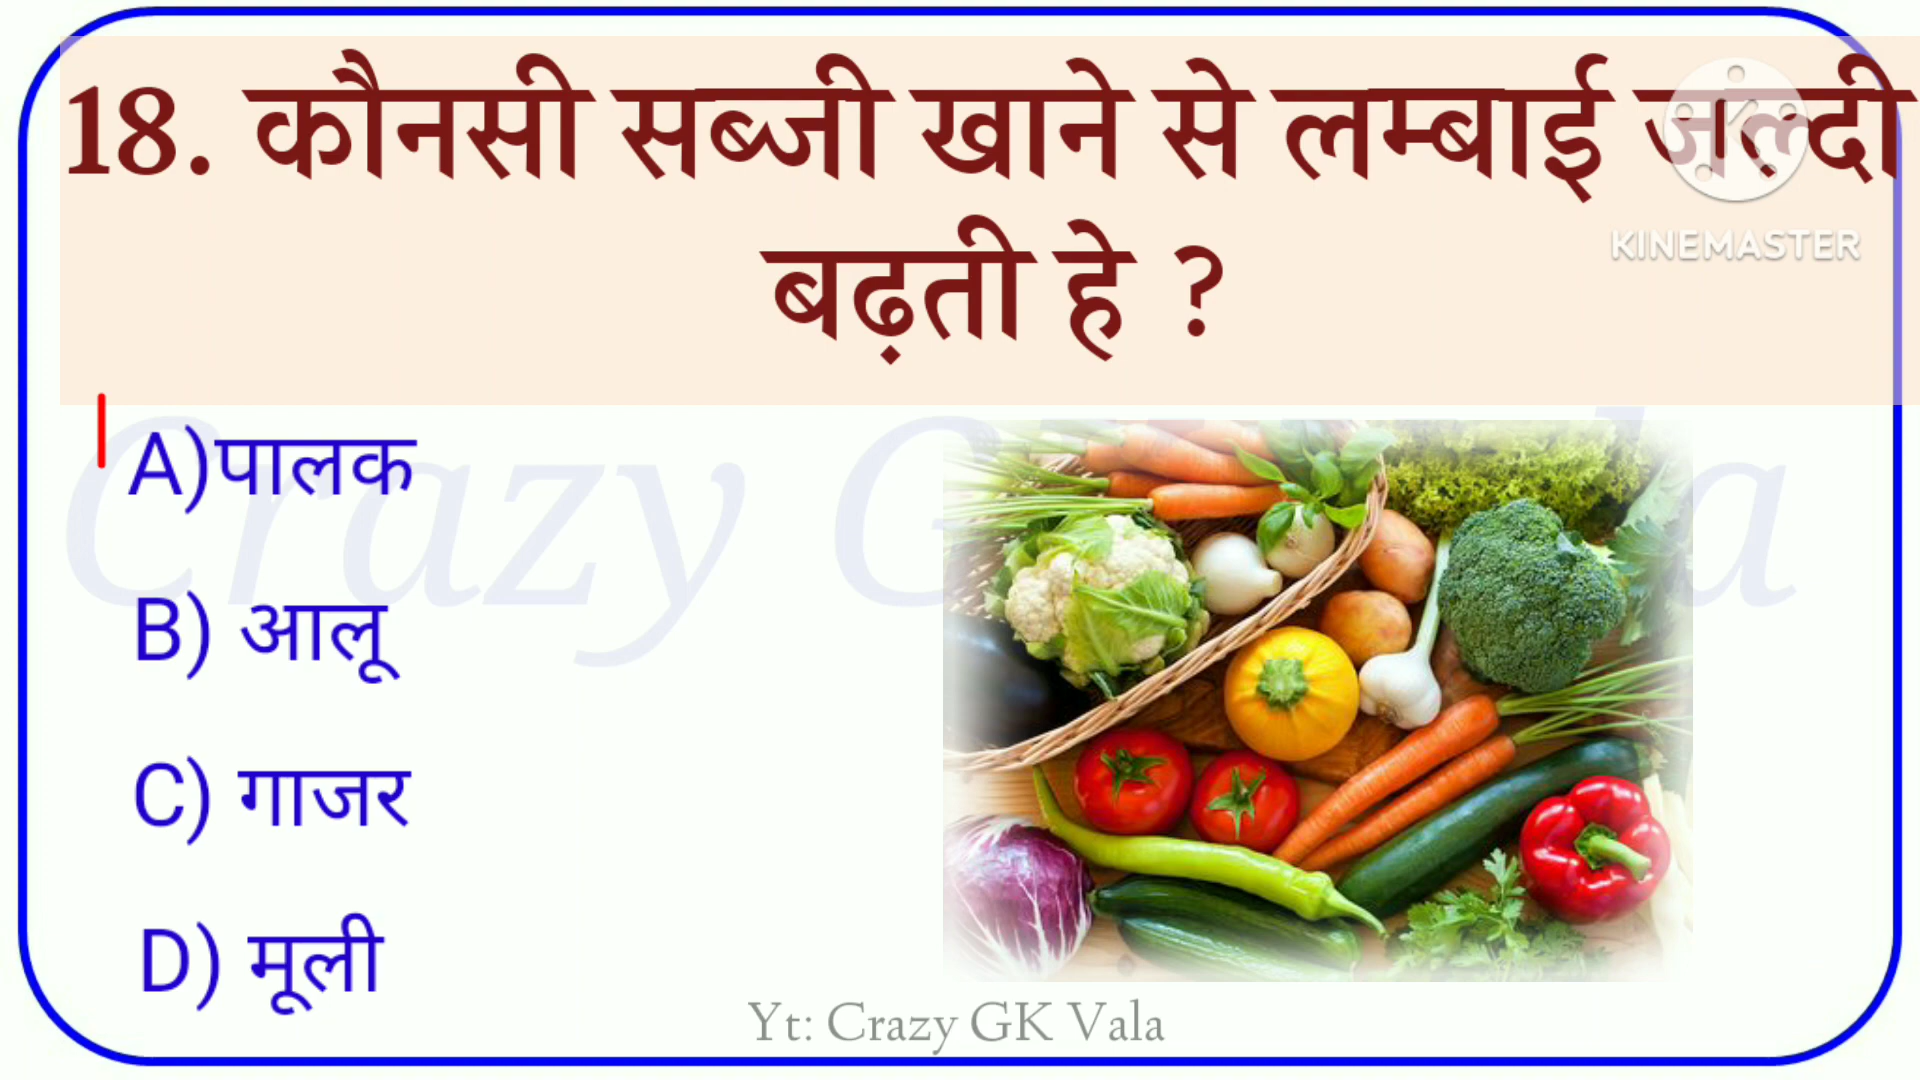 18. कौनसी सब्जी खाने से लम्बाई जल्दी
बढ़ती हे ?
KINEMASTER
A)पालक
B) आलू
C) गाजर
D) मूली
Yt: Crazy GK Vala